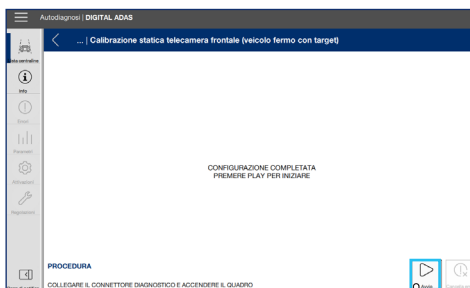 Autodiagnosi | DIGITAL ADAS
... | Calibrazione statica telecamera frontale (veicolo fermo con target)
Info
Errori
Parametri
Attivazioni
Regolazioni
CONFIGURAZIONE COMPLETATA
PREMERE PLAY PER INIZIARE
PROCEDURA
COLLEGARE IL CONNETTORE DIAGNOSTICO E ACCENDERE IL QUADRO
Avvia